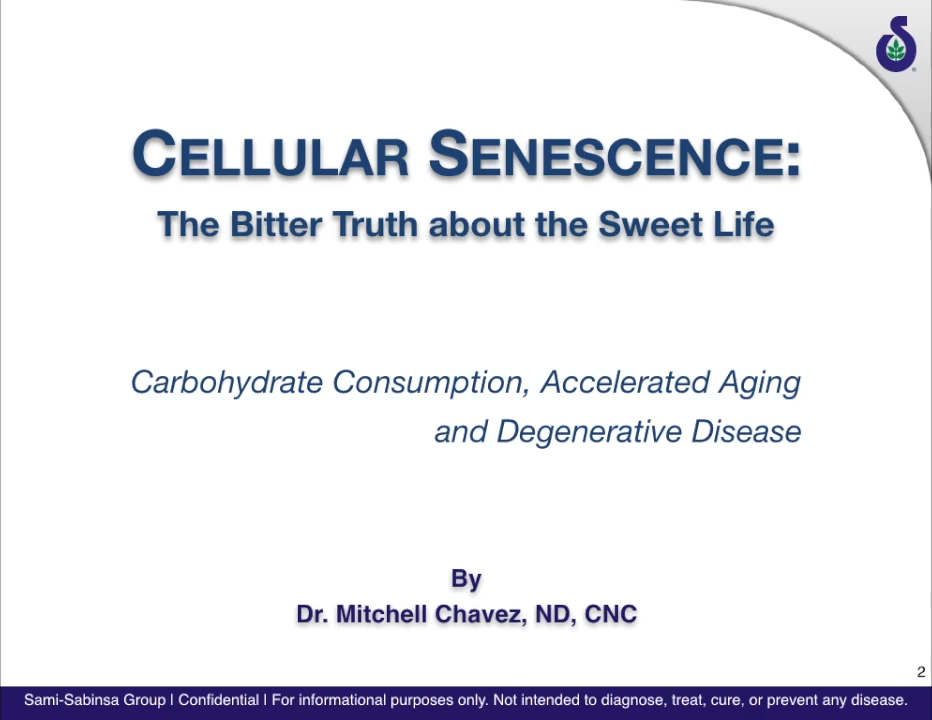 CELLULAR SENESCENCE:
The Bitter Truth about the Sweet Life
Carbohydrate Consumption, Accelerated Aging
and Degenerative Disease
By
Dr. Mitchell Chavez, ND, CNC
2
Sami-Sabinsa Group | Confidential | For informational purposes only. Not intended to diagnose, treat, cure, or prevent any disease.